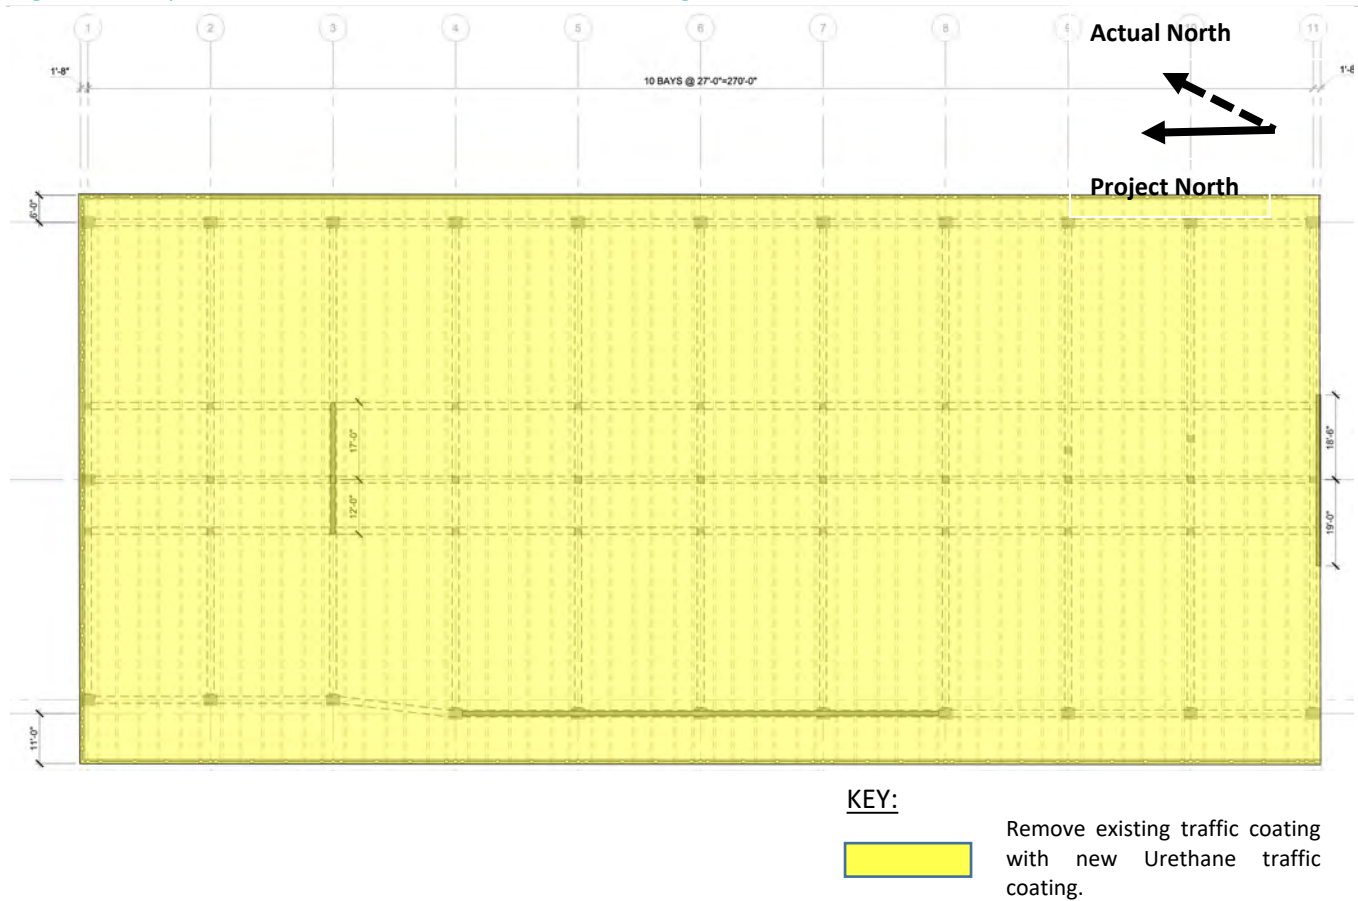 1 2 3 4 5 6 7 8 9 10 11
Actual North
1'-8"
10 BAYS @ 27'-0"=270'-0"
Project North
6'-0"
17'-0"
12'-0"
18'-6"
19'-0"
11'-0"
KEY:
Remove existing traffic coating
with new Urethane traffic
coating.